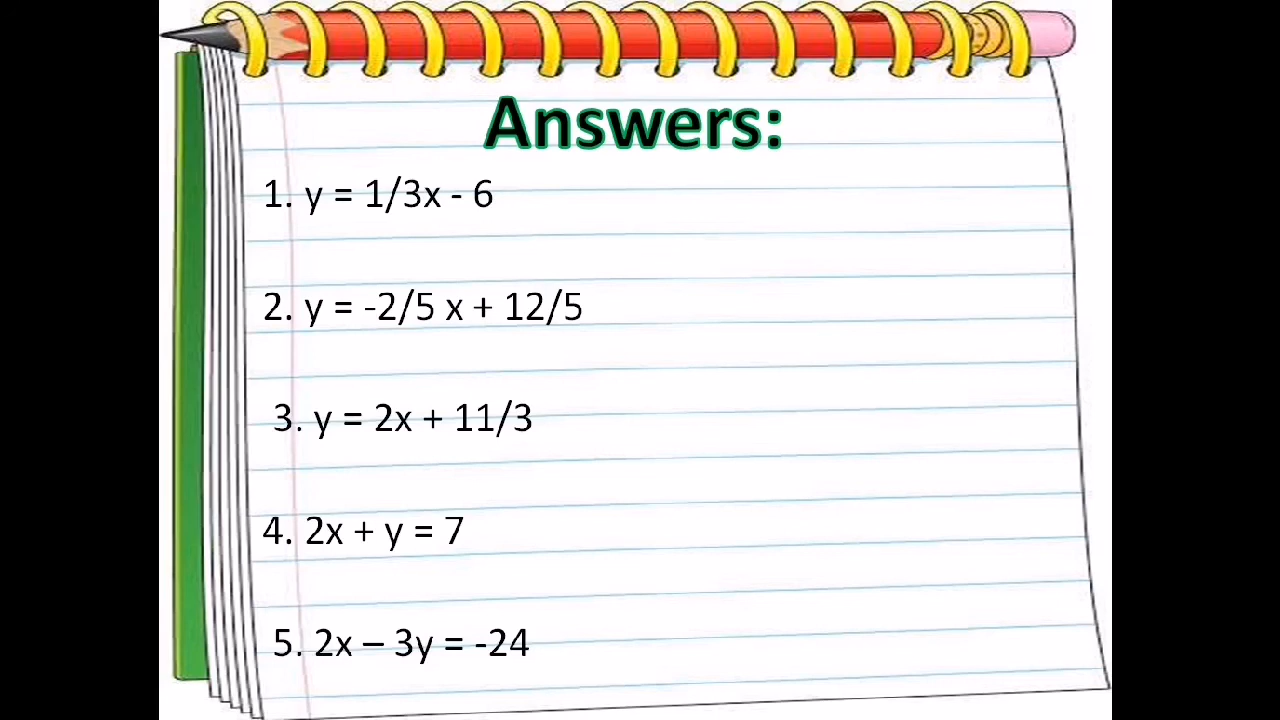 Answers:
1. y = 1/3x - 6
2. y = -2/5 x + 12/5
3. y = 2x + 11/3
4. 2x + y = 7
5. 2x – 3y = -24